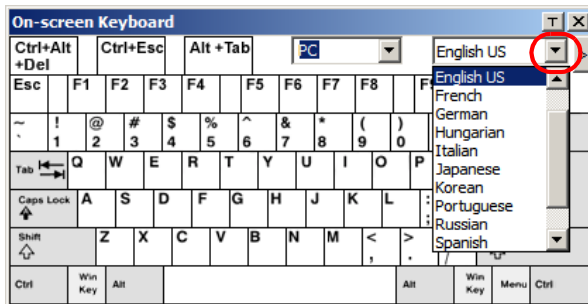 On-screen Keyboard T X
Ctrl+Alt +Del Ctrl+Esc Alt +Tab PC English US >
Esc F1 F2 F3 F4 F5 F6 F7 F8
English US
French
German
Hungarian
Italian
Japanese
Korean
Portuguese
Russian
Spanish
~ ! @ # $ % ^ & * ( )
` 1 2 3 4 5 6 7 8 9 0
Tab Q W E R T Y U I O P
Caps Lock A S D F G H J K L :
;
Shift Z X C V B N M < >
, . /
Ctrl Win Key Alt Alt Win Key Menu Ctrl